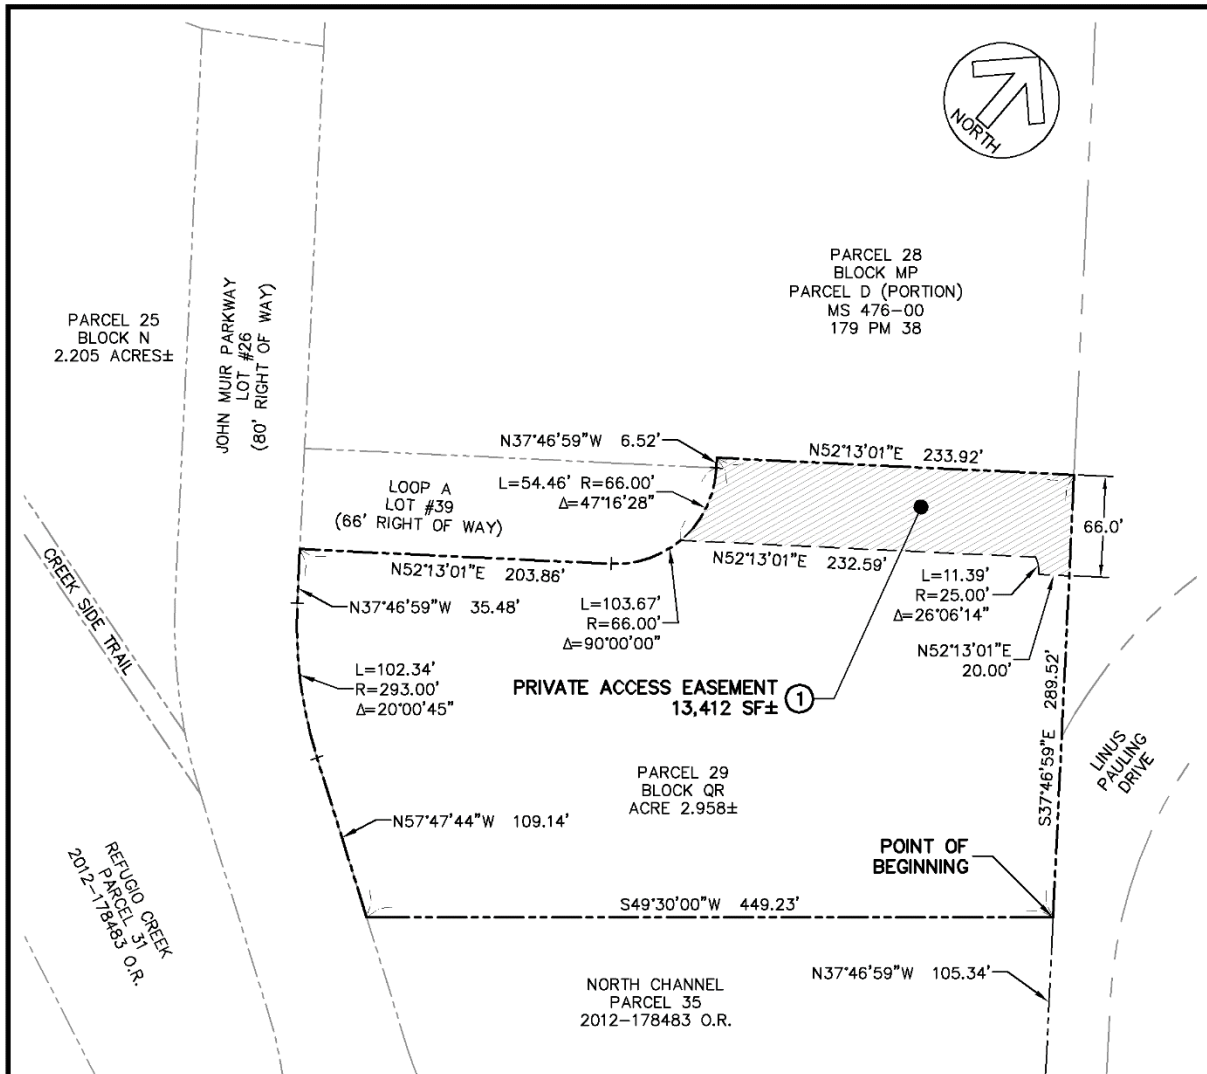 NORTH
PARCEL 28
BLOCK MP
PARCEL D (PORTION)
MS 476-00
179 PM 38
PARCEL 25
BLOCK N
2.205 ACRES±
JOHN MUIR PARKWAY
LOT #26
(80' RIGHT OF WAY)
N37°46'59"W 6.52'
N52°13'01"E 233.92'
LOOP A
LOT #39
(66' RIGHT OF WAY)
L=54.46' R=66.00'
Δ=47°16'28"
66.0'
N52°13'01"E 203.86'
N52°13'01"E 232.59'
L=11.39'
R=25.00'
Δ=26°06'14"
N37°46'59"W 35.48'
L=103.67'
R=66.00'
Δ=90°00'00"
N52°13'01"E
20.00'
CREEK SIDE TRAIL
L=102.34'
R=293.00'
Δ=20°00'45"
PRIVATE ACCESS EASEMENT
13,412 SF±
1
S37°46'59"E 289.52'
LINUS
PAULING
DRIVE
PARCEL 29
BLOCK QR
ACRE 2.958±
N57°47'44"W 109.14'
POINT OF
BEGINNING
REFUGIO CREEK
PARCEL 31
2012-178483 O.R.
S49°30'00"W 449.23'
N37°46'59"W 105.34'
NORTH CHANNEL
PARCEL 35
2012-178483 O.R.